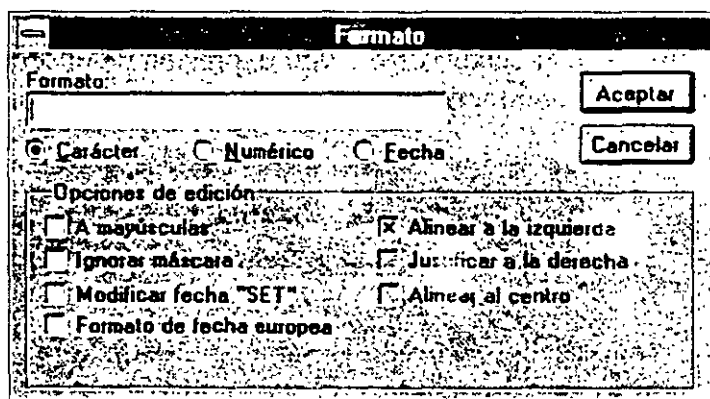 Formato
Formato:
Aceptar
Carácter Numérico Fecha Cancelar
Opciones de edición
A mayúsculas Alinear a la izquierda
Ignorar máscara Justificar a la derecha
Modificar fecha "SET" Alinear al centro
Formato de fecha europea